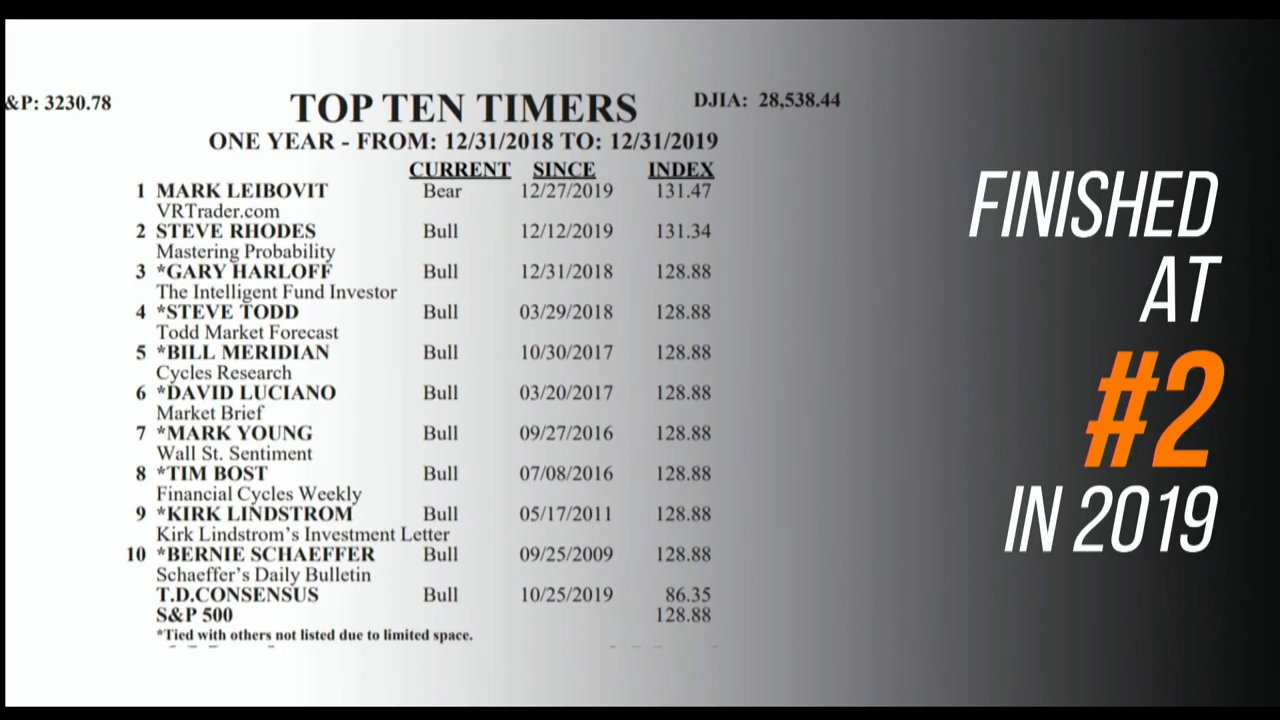 &P: 3230.78
TOP TEN TIMERS
DJIA: 28,538.44
ONE YEAR - FROM: 12/31/2018 TO: 12/31/2019
CURRENT SINCE INDEX
1 MARK LEIBOVIT Bear 12/27/2019 131.47
VRTrader.com
2 STEVE RHODES Bull 12/12/2019 131.34
Mastering Probability
3 *GARY HARLOFF Bull 12/31/2018 128.88
The Intelligent Fund Investor
4 *STEVE TODD Bull 03/29/2018 128.88
Todd Market Forecast
5 *BILL MERIDIAN Bull 10/30/2017 128.88
Cycles Research
6 *DAVID LUCIANO Bull 03/20/2017 128.88
Market Brief
7 *MARK YOUNG Bull 09/27/2016 128.88
Wall St. Sentiment
8 *TIM BOST Bull 07/08/2016 128.88
Financial Cycles Weekly
9 *KIRK LINDSTROM Bull 05/17/2011 128.88
Kirk Lindstrom's Investment Letter
10 *BERNIE SCHAEFFER Bull 09/25/2009 128.88
Schaeffer's Daily Bulletin
T.D.CONSENSUS Bull 10/25/2019 86.35
S&P 500 128.88
*Tied with others not listed due to limited space.
FINISHED
AT
#2
IN 2019